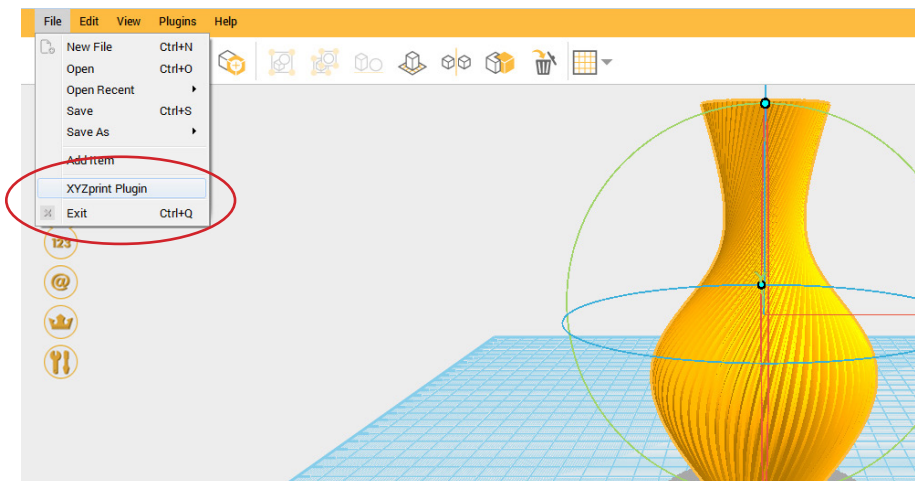 File Edit View Plugins Help
New File Ctrl+N
Open Ctrl+O
Open Recent
Save Ctrl+S
Save As
Add Item
XYZprint Plugin
Exit Ctrl+Q
123
@